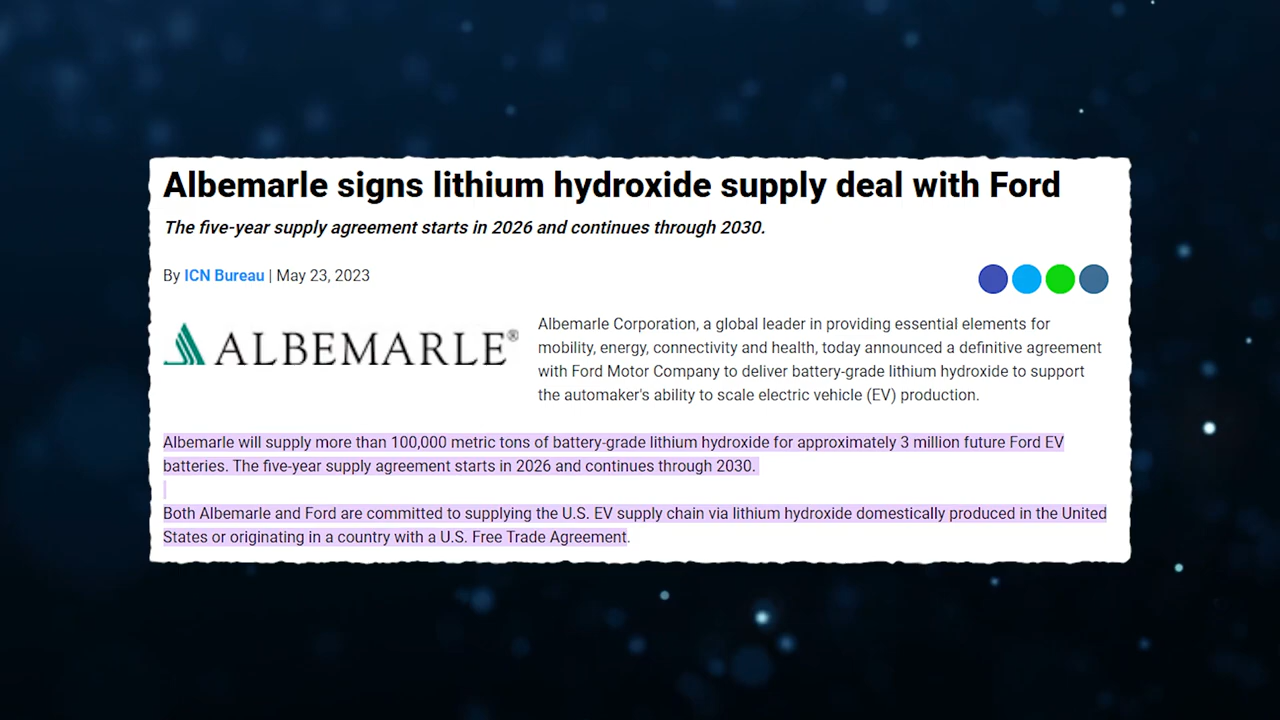 Albemarle signs lithium hydroxide supply deal with Ford
The five-year supply agreement starts in 2026 and continues through 2030.
By ICN Bureau | May 23, 2023
ALBEMARLE®
Albemarle Corporation, a global leader in providing essential elements for
mobility, energy, connectivity and health, today announced a definitive agreement
with Ford Motor Company to deliver battery-grade lithium hydroxide to support
the automaker's ability to scale electric vehicle (EV) production.
Albemarle will supply more than 100,000 metric tons of battery-grade lithium hydroxide for approximately 3 million future Ford EV
batteries. The five-year supply agreement starts in 2026 and continues through 2030.
Both Albemarle and Ford are committed to supplying the U.S. EV supply chain via lithium hydroxide domestically produced in the United
States or originating in a country with a U.S. Free Trade Agreement.